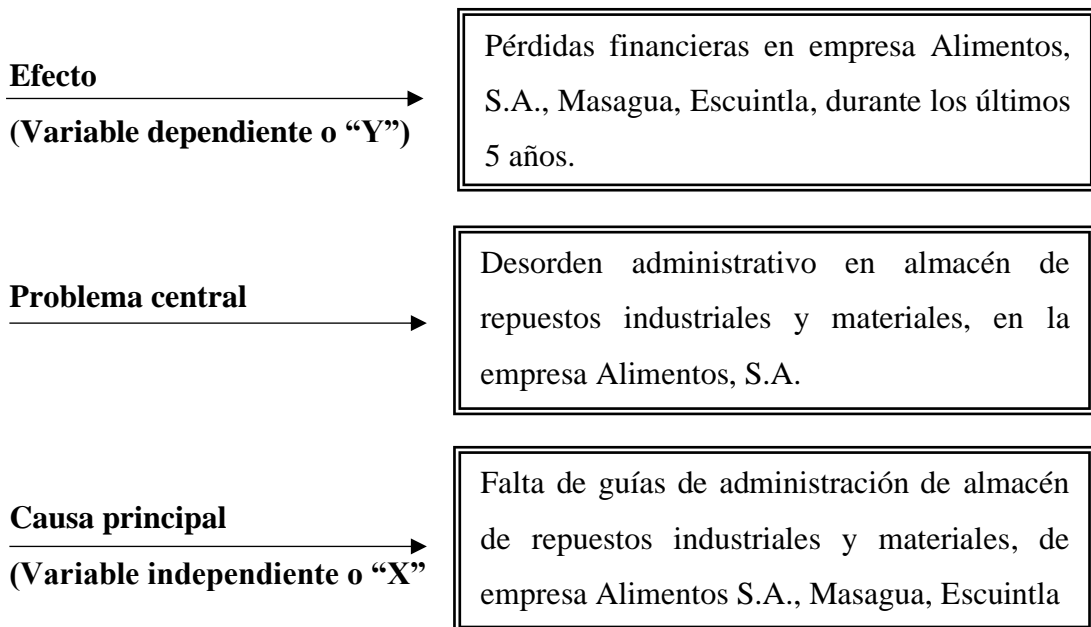 Efecto
(Variable dependiente o “Y”)
Pérdidas financieras en empresa Alimentos,
S.A., Masagua, Escuintla, durante los últimos
5 años.
Problema central
Desorden administrativo en almacén de
repuestos industriales y materiales, en la
empresa Alimentos, S.A.
Causa principal
(Variable independiente o “X”
Falta de guías de administración de almacén
de repuestos industriales y materiales, de
empresa Alimentos S.A., Masagua, Escuintla